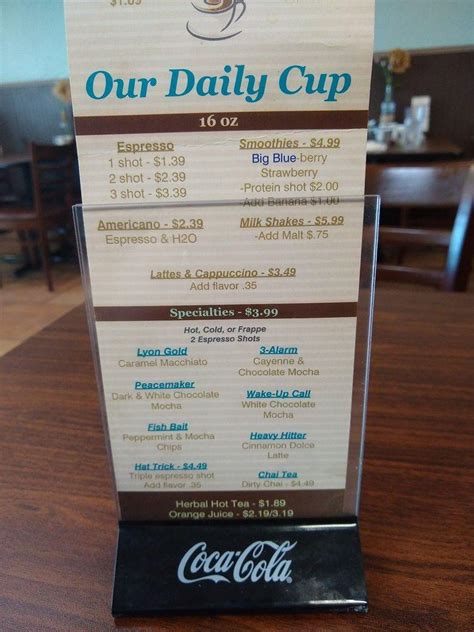 $1.69
Our Daily Cup
16 oz
Espresso
1 shot - $1.39
2 shot - $2.39
3 shot - $3.39
Smoothies - $4.99
Big Blue-berry
Strawberry
-Protein shot $2.00
-Add Banana $1.00
Americano - $2.39
Espresso & H2O
Milk Shakes - $5.99
-Add Malt $.75
Lattes & Cappuccino - $3.49
Add flavor .35
Specialties - $3.99
Hot, Cold, or Frappe
2 Espresso Shots
Lyon Gold
Caramel Macchiato
3-Alarm
Cayenne &
Chocolate Mocha
Peacemaker
Dark & White Chocolate
Mocha
Wake-Up Call
White Chocolate
Mocha
Fish Bait
Peppermint & Mocha
Chips
Heavy Hitter
Cinnamon Dolce
Latte
Hat Trick - $4.49
Triple espresso shot
Add flavor .35
Chai Tea
Dirty Chai - $4.49
Herbal Hot Tea - $1.89
Orange Juice - $2.19/3.19
Coca-Cola